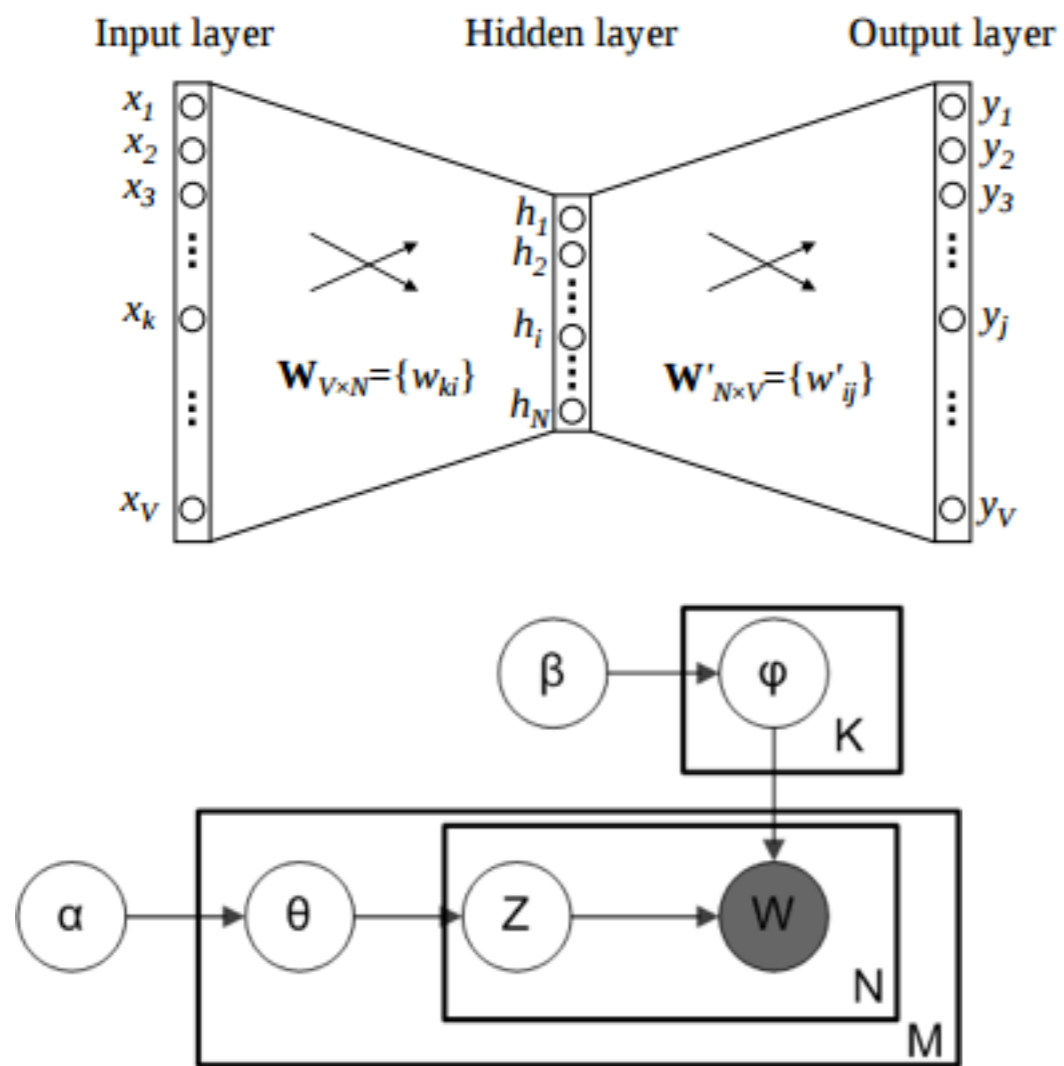 Input layer Hidden layer Output layer
x1 y1
x2 y2
x3 h1 y3
h2
xk hi yj
W V×N={wki} W'N×V={w'ij}
hN
xV yV
β φ
K
α θ Z W
N
M